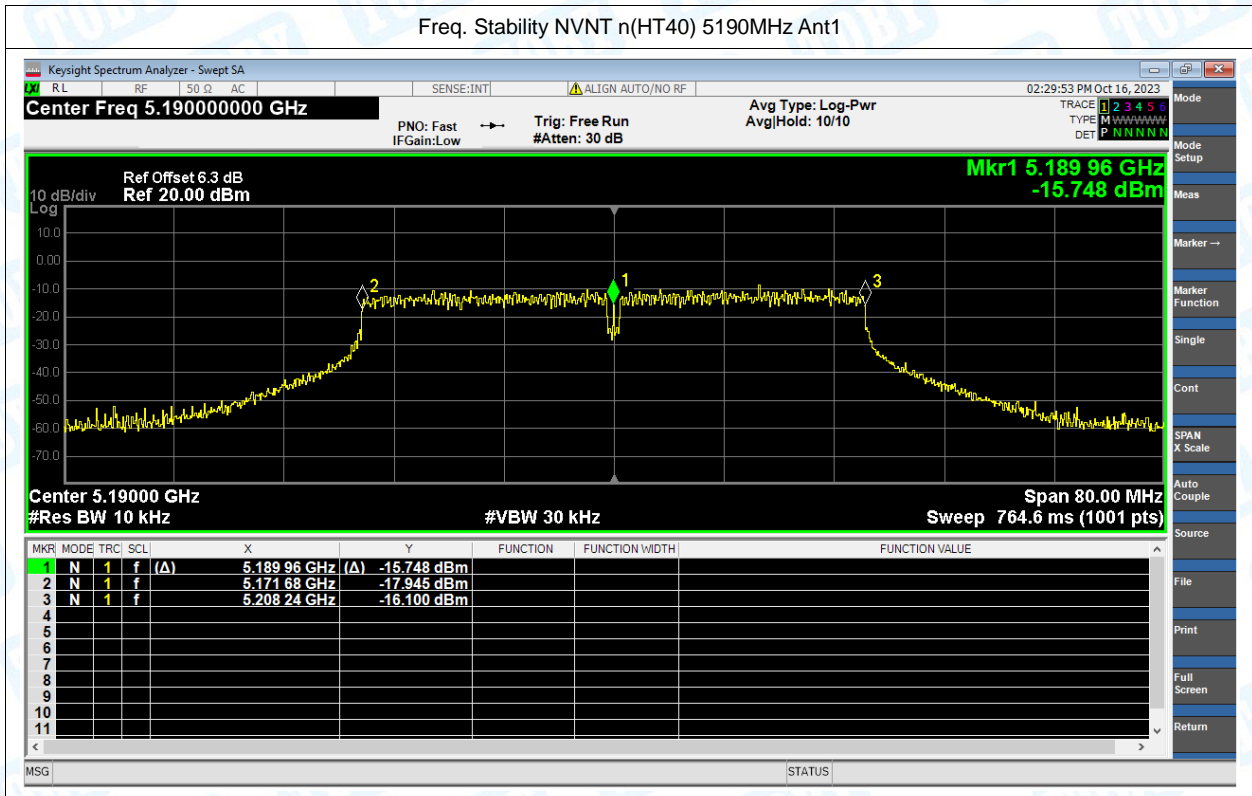 Freq. Stability NVNT n(HT40) 5190MHz Ant1
Keysight Spectrum Analyzer - Swept SA
LXI RL RF 50 Ω AC SENSE:INT ALIGN AUTO/NO RF 02:29:53 PM Oct 16, 2023
Center Freq 5.190000000 GHz
PNO: Fast
IFGain:Low
Trig: Free Run
#Atten: 30 dB
Avg Type: Log-Pwr
Avg|Hold: 10/10
TRACE 1 2 3 4 5 6
TYPE M WWWWW
DET P N N N N N
Mkr1 5.189 96 GHz
-15.748 dBm
Ref Offset 6.3 dB
10 dB/div Ref 20.00 dBm
Log
10.0
0.00
-10.0
-20.0
-30.0
-40.0
-50.0
-60.0
-70.0
2
1
3
Center 5.19000 GHz Span 80.00 MHz
#Res BW 10 kHz #VBW 30 kHz Sweep 764.6 ms (1001 pts)
MKR MODE TRC SCL X Y FUNCTION FUNCTION WIDTH FUNCTION VALUE
1 N 1 f (Δ) 5.189 96 GHz (Δ) -15.748 dBm
2 N 1 f 5.171 68 GHz -17.945 dBm
3 N 1 f 5.208 24 GHz -16.100 dBm
4
5
6
7
8
9
10
11
MSG STATUS
Mode
Mode Setup
Meas
Marker →
Marker Function
Single
Cont
SPAN X Scale
Auto Couple
Source
File
Print
Full Screen
Return
TOBY